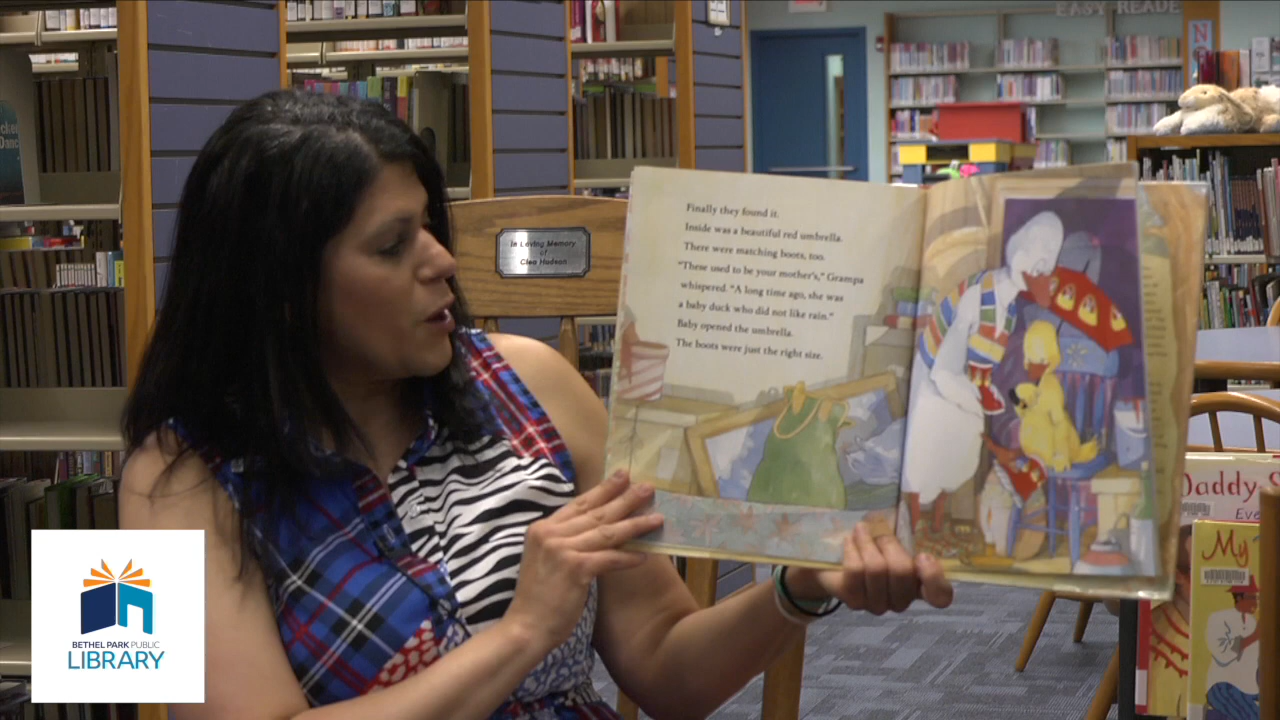 EASY READE
In Loving Memory
of
Cleo Hodson
Finally they found it.
Inside was a beautiful red umbrella.
There were matching boots, too.
"These used to be your mother's," Grampa
whispered. "A long time ago, she was
a baby duck who did not like rain."
Baby opened the umbrella.
The boots were just the right size.
Daddy
Eve
My
BETHEL PARK PUBLIC
LIBRARY